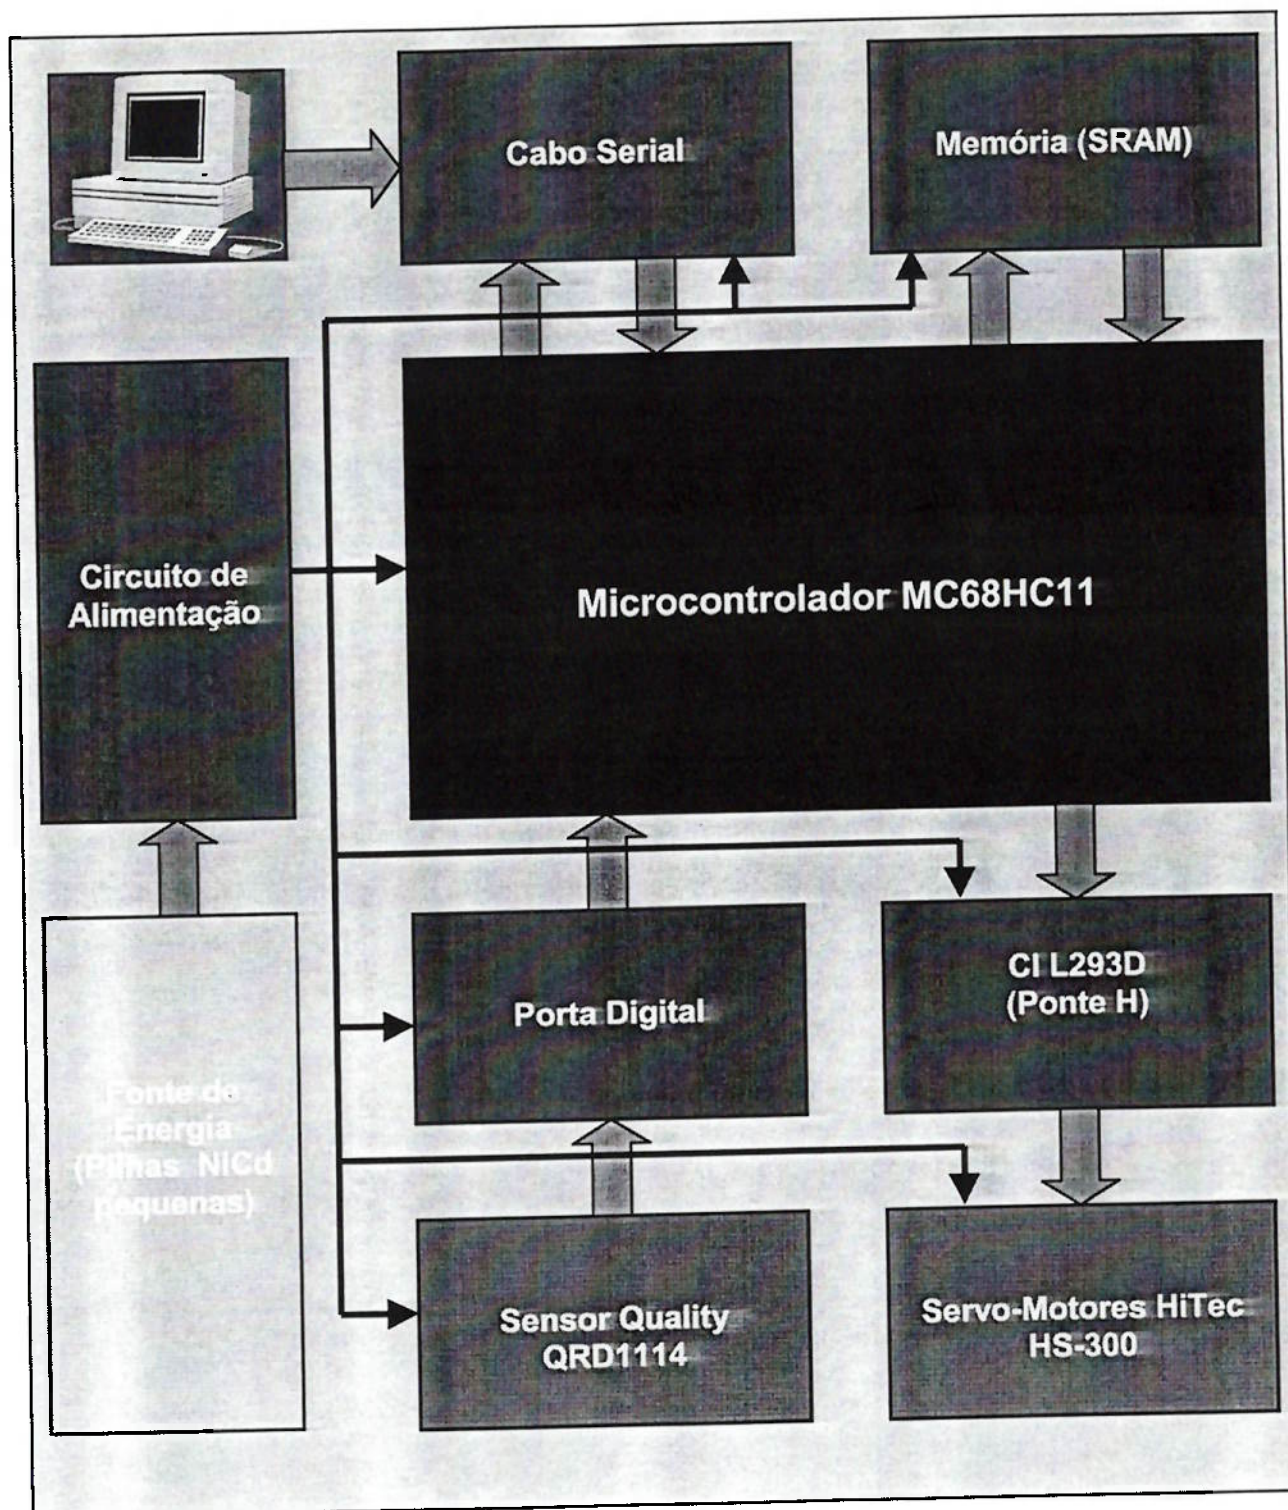 Cabo Serial
Memória (SRAM)
Circuito de
Alimentação
Microcontrolador MC68HC11
Fonte de
Energia
(Pilhas NiCd
pequenas)
Porta Digital
CI L293D
(Ponte H)
Sensor Quality
QRD1114
Servo-Motores HiTec
HS-300